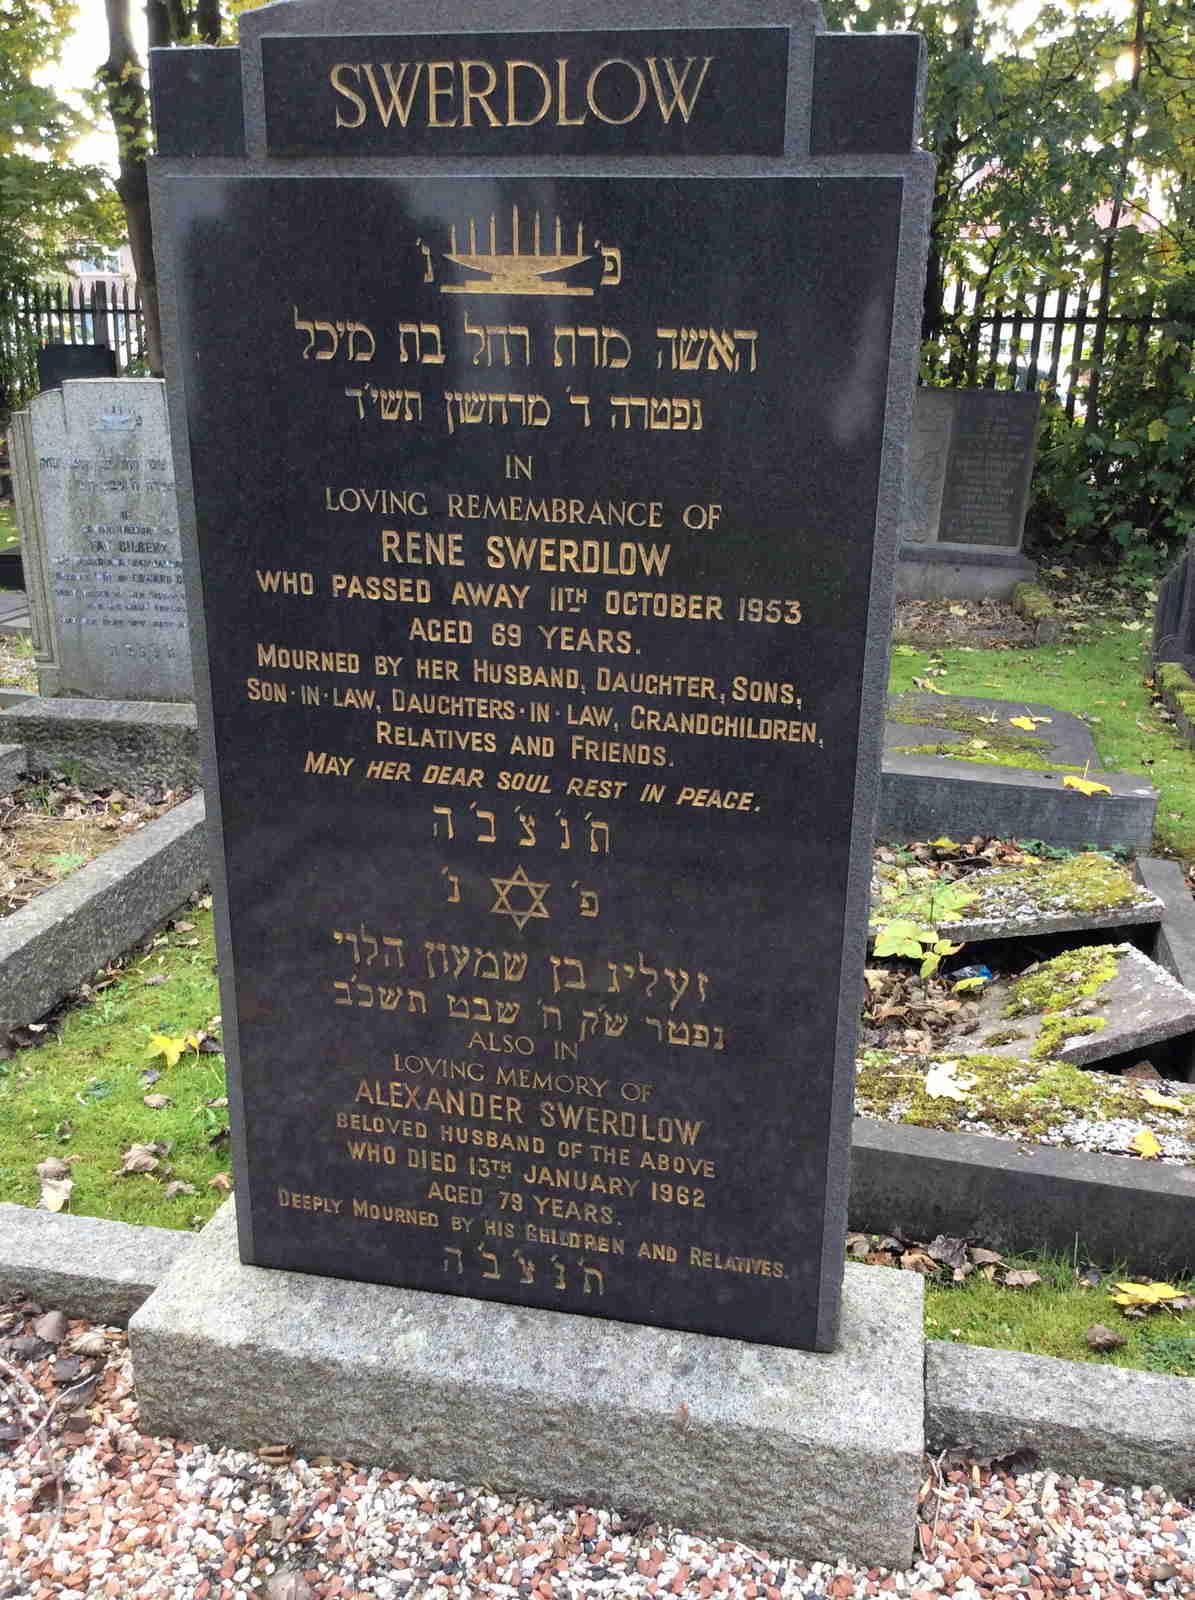 SWERDLOW
פ׳ נ׳
האשה מרת רחל בת מיכל
נפטרה ד׳ מרחשון תשי״ד
IN
LOVING REMEMBRANCE OF
RENE SWERDLOW
WHO PASSED AWAY 11TH OCTOBER 1953
AGED 69 YEARS.
MOURNED BY HER HUSBAND, DAUGHTER, SONS,
SON·IN·LAW, DAUGHTERS·IN·LAW, GRANDCHILDREN,
RELATIVES AND FRIENDS.
MAY HER DEAR SOUL REST IN PEACE.
ת׳ נ׳ צ׳ ב׳ ה
פ׳ נ׳
זעליג בן שמעון הלוי
נפטר ש״ק ח׳ שבט תשכ״ב
ALSO IN
LOVING MEMORY OF
ALEXANDER SWERDLOW
BELOVED HUSBAND OF THE ABOVE
WHO DIED 13TH JANUARY 1962
AGED 79 YEARS.
DEEPLY MOURNED BY HIS CHILDREN AND RELATIVES.
ת׳ נ׳ צ׳ ב׳ ה